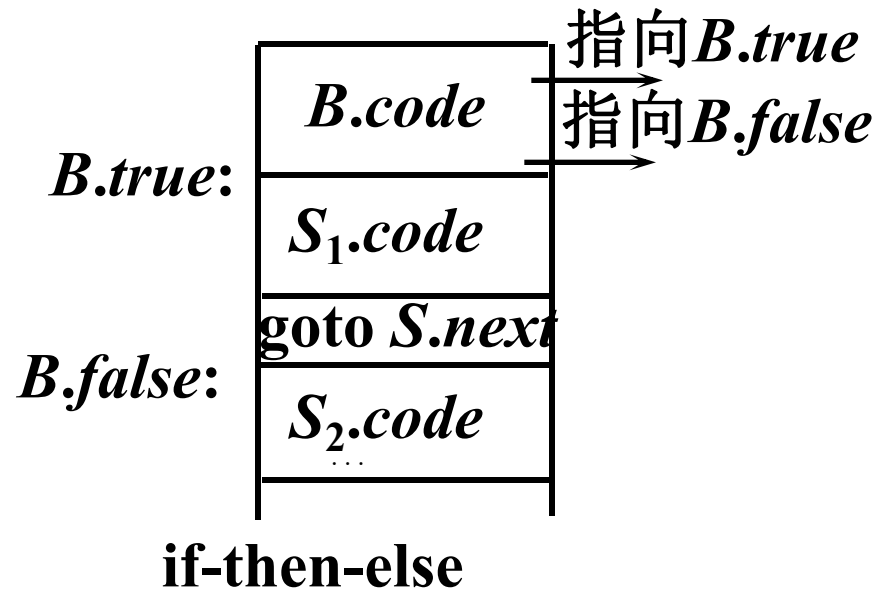 指向B.true
B.code
指向B.false
B.true:
S₁.code
goto S.next
B.false:
S₂.code
...
if-then-else